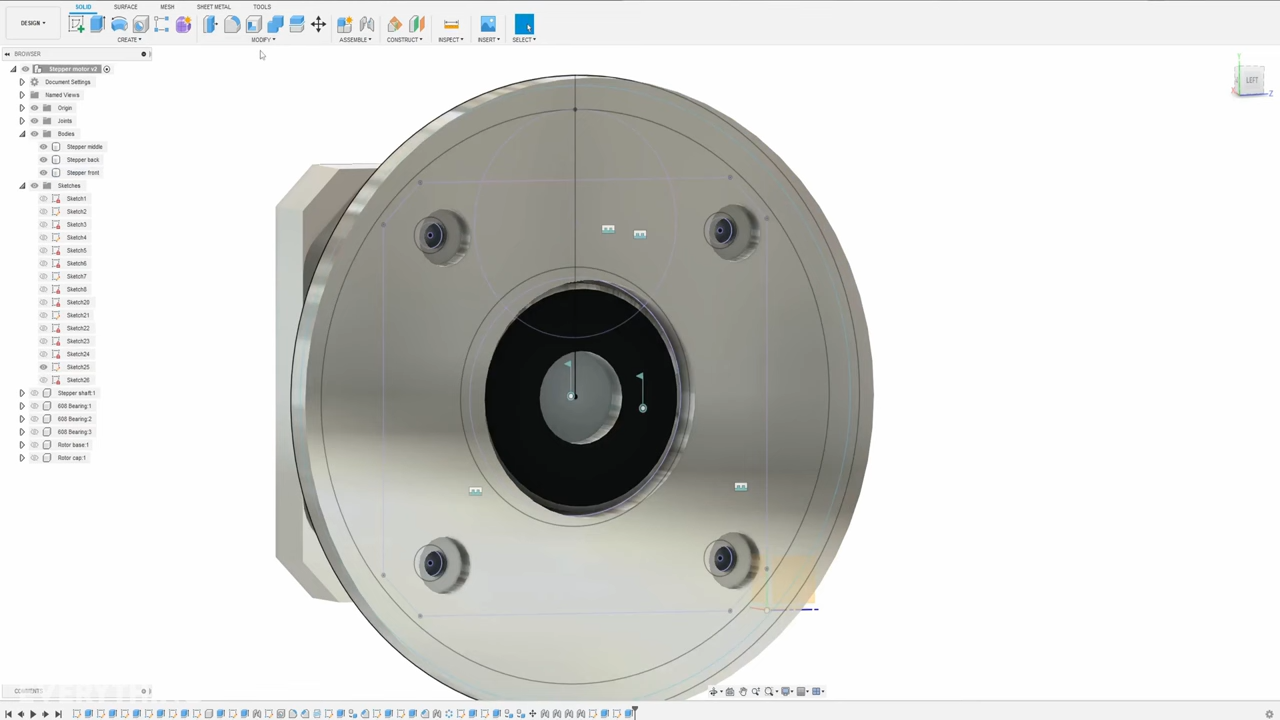 SOLID SURFACE MESH SHEET METAL TOOLS
DESIGN
CREATE MODIFY ASSEMBLE CONSTRUCT INSPECT INSERT SELECT
BROWSER
Stepper motor v2
Document Settings
Named Views
Origin
Joints
Bodies
Stepper middle
Stepper back
Stepper front
Sketches
Sketch1
Sketch2
Sketch3
Sketch4
Sketch5
Sketch6
Sketch7
Sketch8
Sketch20
Sketch21
Sketch22
Sketch23
Sketch24
Sketch25
Sketch26
Stepper shaft:1
608 Bearing:1
608 Bearing:2
608 Bearing:3
Rotor base:1
Rotor cap:1
LEFT
Y
Z
COMMENTS